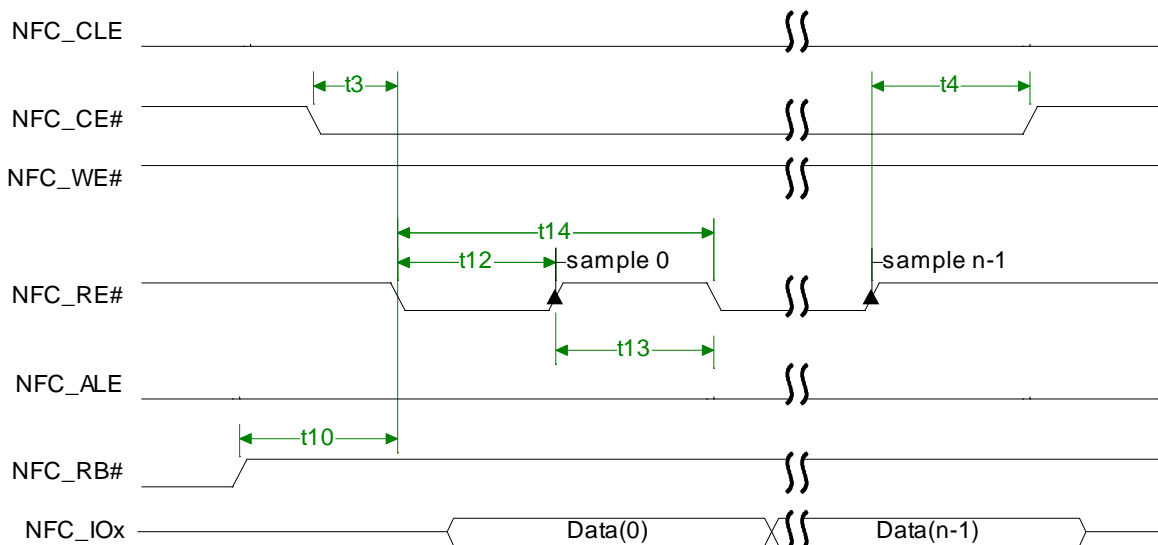 NFC_CLE
t3
t4
NFC_CE#
NFC_WE#
t14
t12
sample 0
sample n-1
NFC_RE#
t13
NFC_ALE
t10
NFC_RB#
NFC_IOx
Data(0)
Data(n-1)